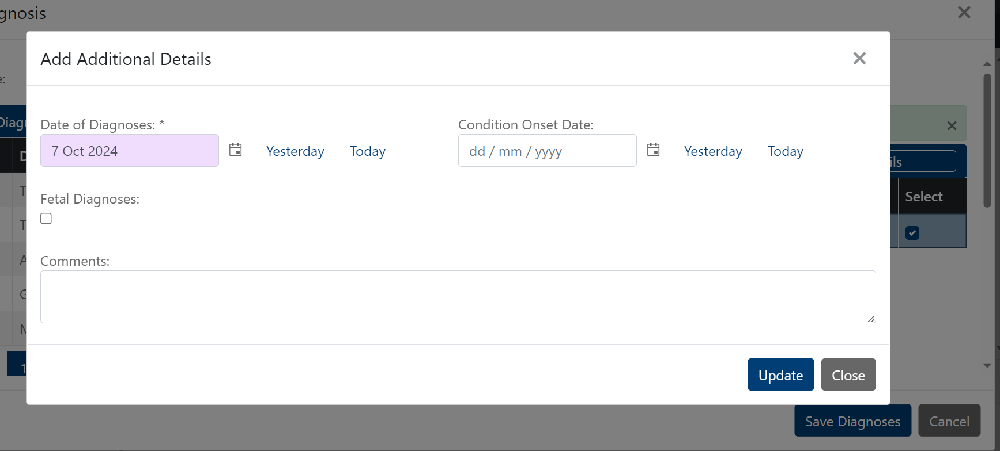 gnosis
Add Additional Details
e:
Date of Diagnoses: *
Condition Onset Date:
Diagn
7 Oct 2024
Yesterday
Today
dd / mm / yyyy
Yesterday
Today
D
ils
T
Fetal Diagnoses:
Select
T
A
Comments:
G
N
1
Update
Close
Save Diagnoses
Cancel